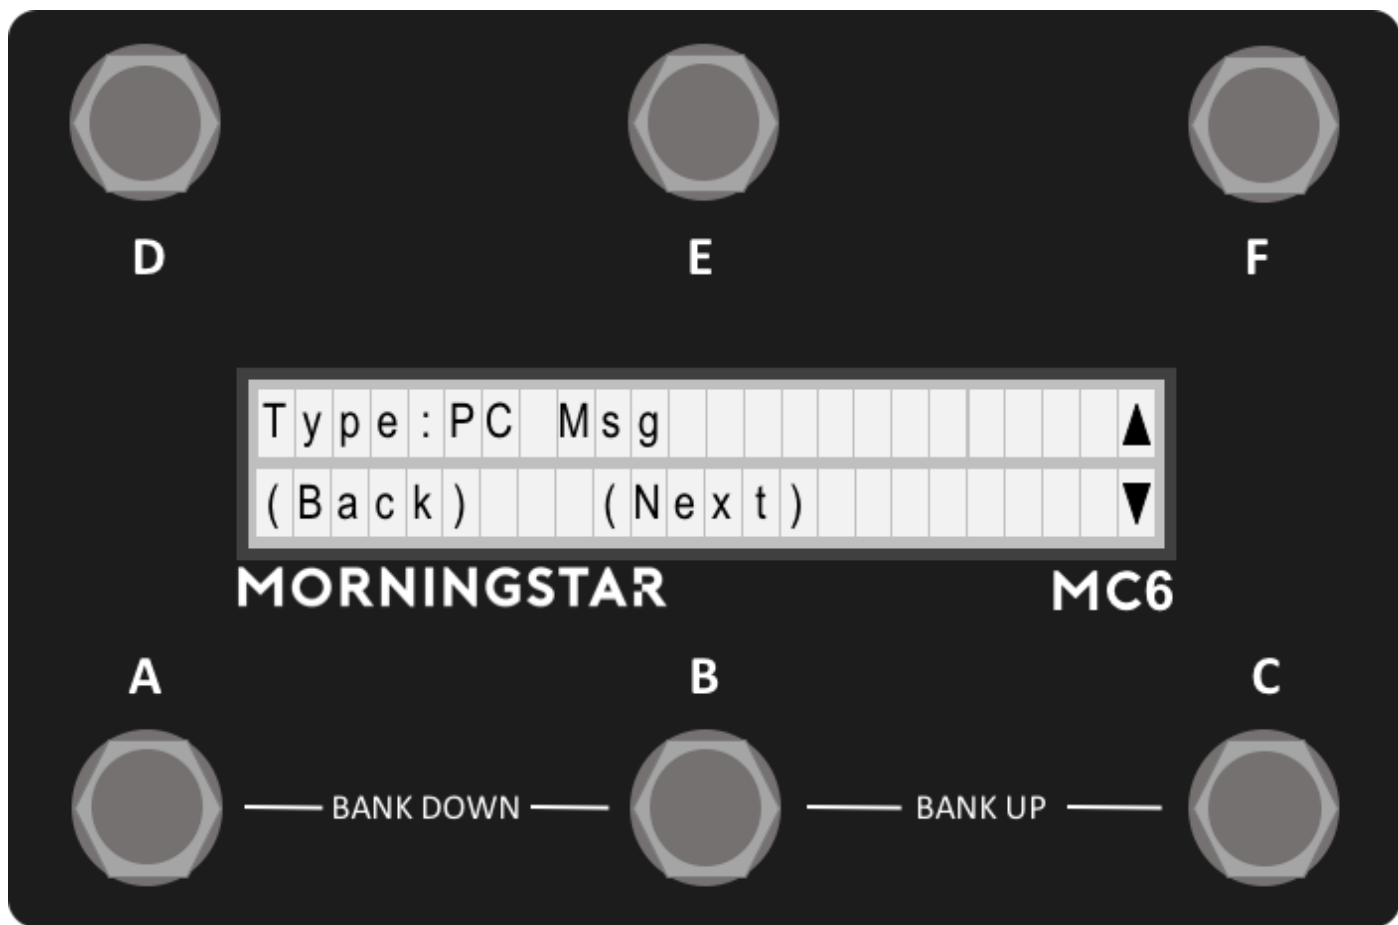 D E F
Type:PC Msg ▲
(Back) (Next) ▼
MORNINGSTAR MC6
A B C
BANK DOWN BANK UP